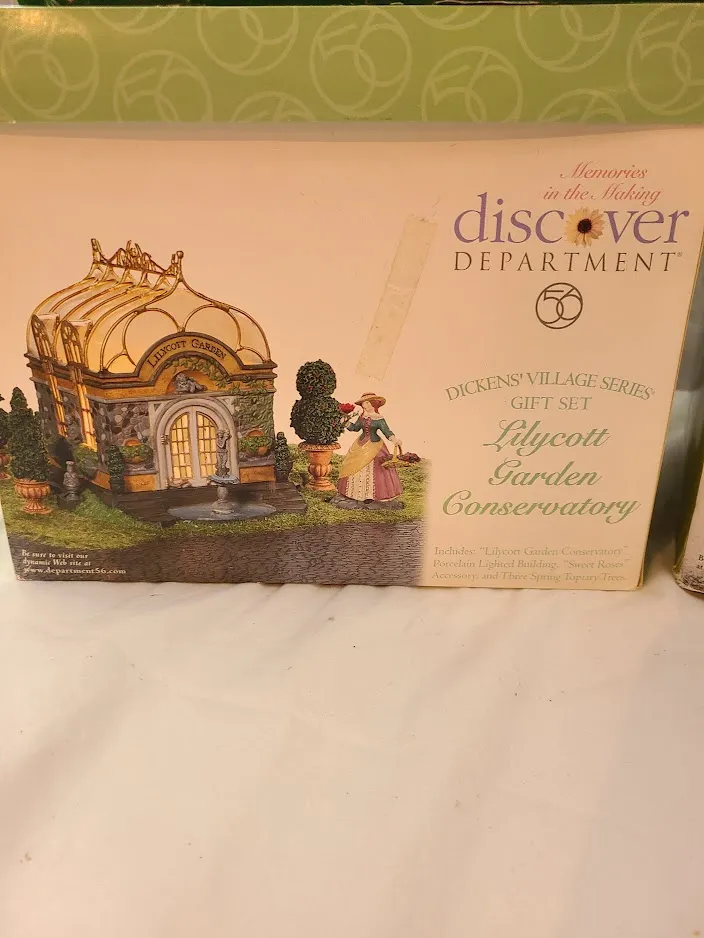 Memories
in the Making
discover
DEPARTMENT®
56
DICKENS' VILLAGE SERIES®
GIFT SET
Lilycott
Garden
Conservatory
Includes: "Lilycott Garden Conservatory"
Porcelain Lighted Building, "Sweet Roses"
Accessory, and Three Spring Topiary Trees.
LILYCOTT GARDEN
Be sure to visit our
dynamic Web site at
www.department56.com